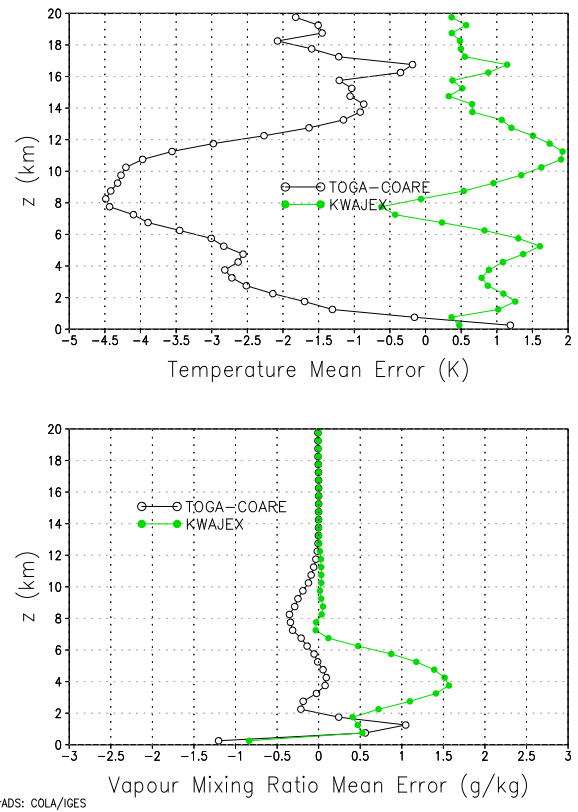 20
18
16
14
12
10
8
6
4
2
0
z (km)
TOGA-COARE
KWAJEX
-5 -4.5 -4 -3.5 -3 -2.5 -2 -1.5 -1 -0.5 0 0.5 1 1.5 2
Temperature Mean Error (K)
20
18
16
14
12
10
8
6
4
2
0
z (km)
TOGA-COARE
KWAJEX
-3 -2.5 -2 -1.5 -1 -0.5 0 0.5 1 1.5 2 2.5 3
Vapour Mixing Ratio Mean Error (g/kg)
ADS: COLA/IGES